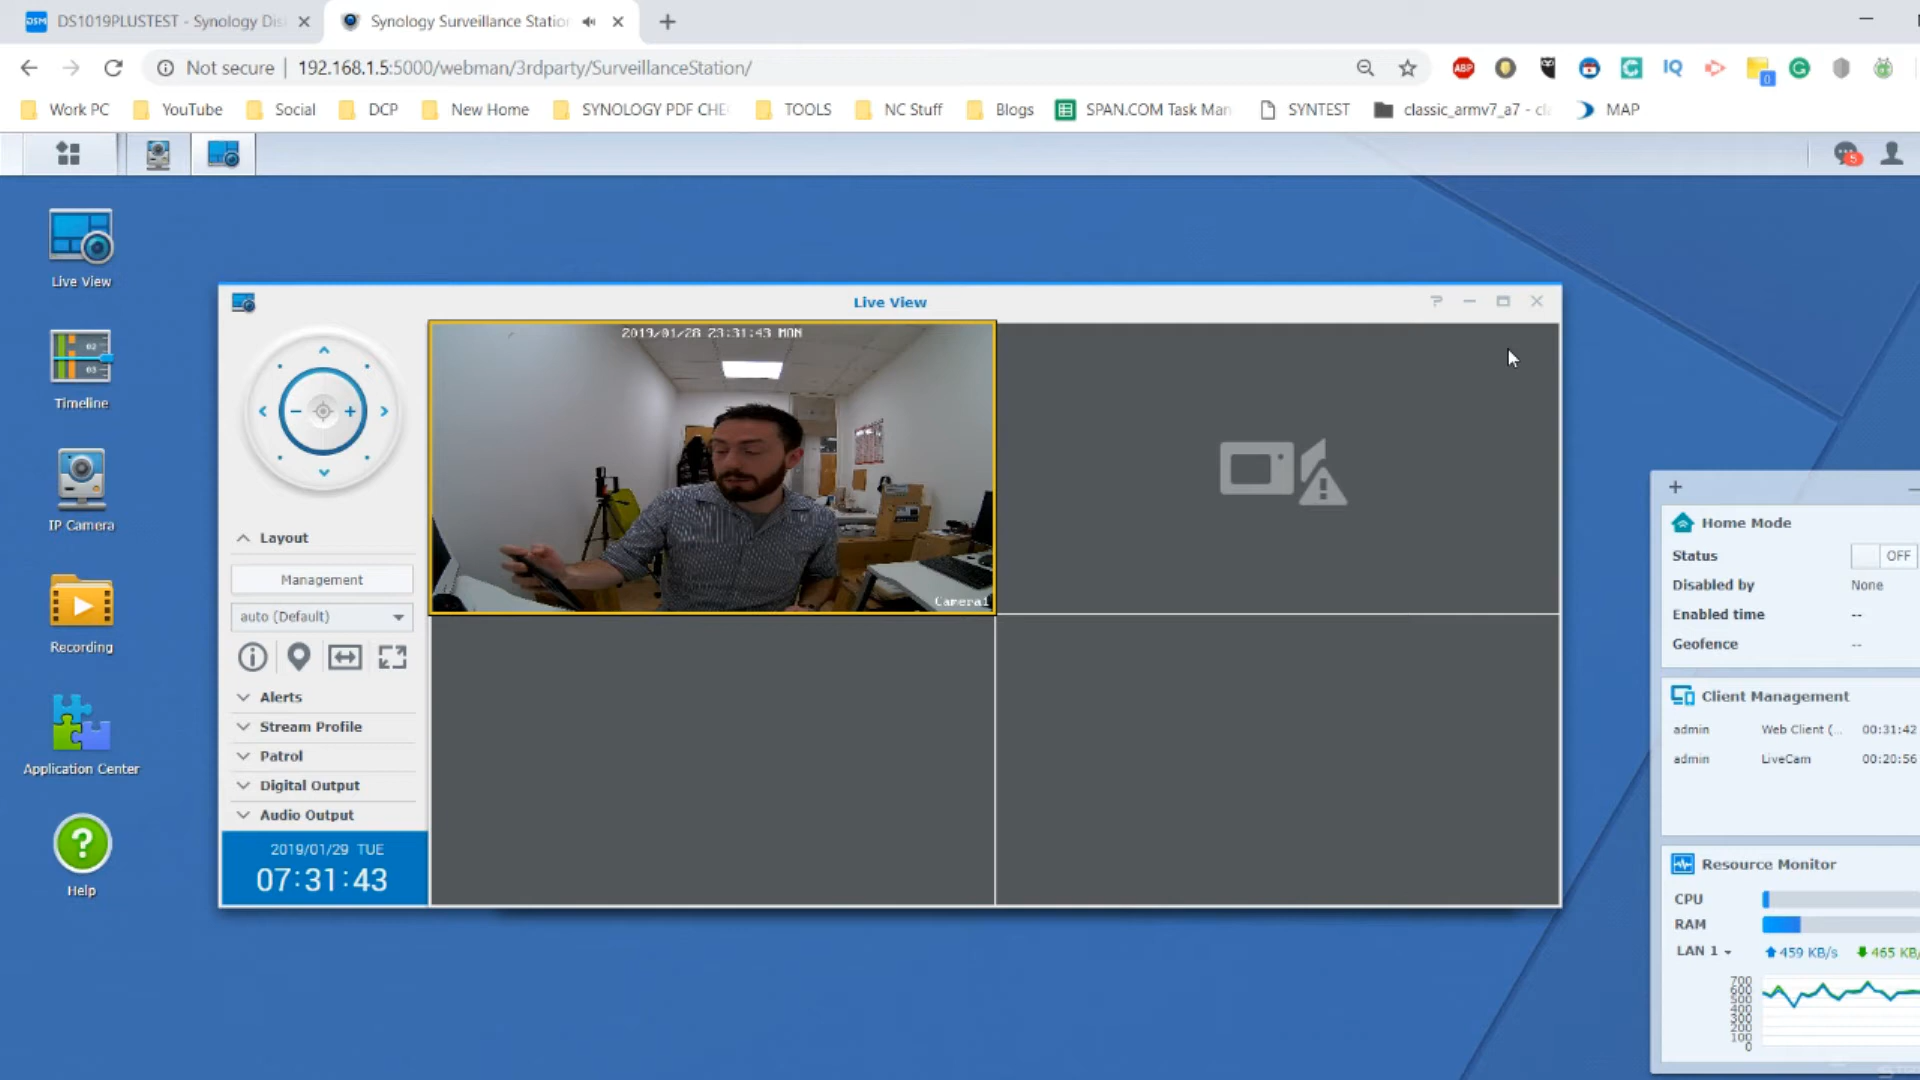 DSM DS1019PLUSTEST - Synology Dis
Synology Surveillance Station
Not secure | 192.168.1.5:5000/webman/3rdparty/SurveillanceStation/
ABP
IQ
0
Work PC
YouTube
Social
DCP
New Home
SYNOLOGY PDF CHE
TOOLS
NC Stuff
Blogs
SPAN.COM Task Man
SYNTEST
classic_armv7_a7 - cl
MAP
5
Live View
Timeline
IP Camera
Recording
Application Center
Help
Live View
2019/01/28 23:31:43 MON
Camera1
Layout
Management
auto (Default)
Alerts
Stream Profile
Patrol
Digital Output
Audio Output
2019/01/29 TUE
07:31:43
Home Mode
Status OFF
Disabled by None
Enabled time --
Geofence --
Client Management
admin Web Client (... 00:31:42
admin LiveCam 00:20:56
Resource Monitor
CPU
RAM
LAN 1 459 KB/s 465 KB/
700
600
500
400
300
200
100
0